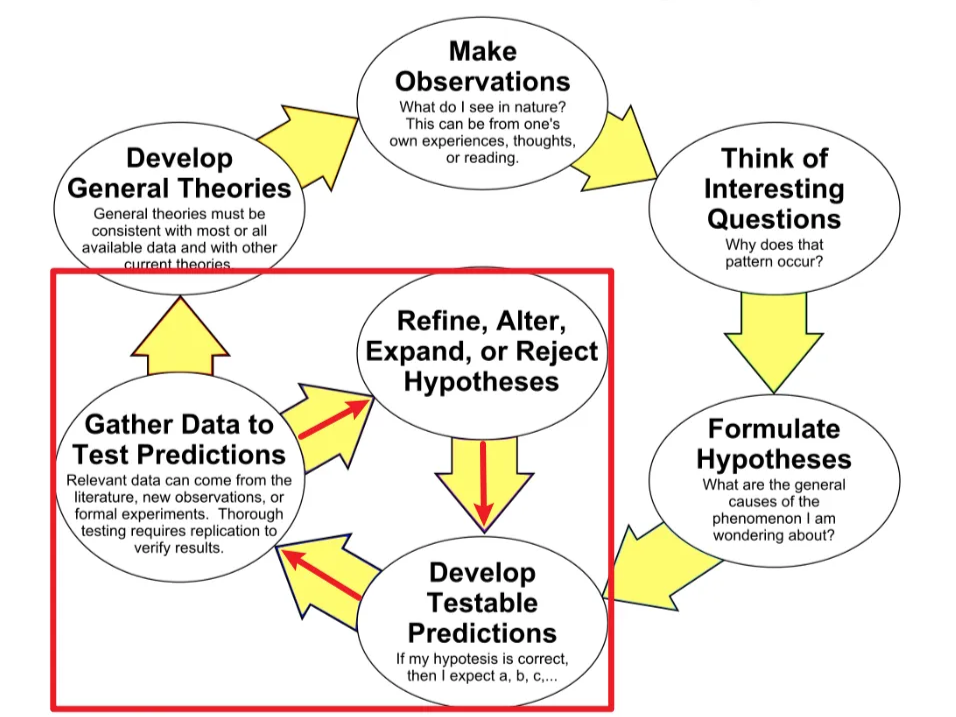 Make
Observations
What do I see in nature?
This can be from one's
own experiences, thoughts,
or reading.
Think of
Interesting
Questions
Why does that
pattern occur?
Formulate
Hypotheses
What are the general
causes of the
phenomenon I am
wondering about?
Develop
Testable
Predictions
If my hypotesis is correct,
then I expect a, b, c,...
Gather Data to
Test Predictions
Relevant data can come from the
literature, new observations, or
formal experiments. Thorough
testing requires replication to
verify results.
Refine, Alter,
Expand, or Reject
Hypotheses
Develop
General Theories
General theories must be
consistent with most or all
available data and with other
current theories.